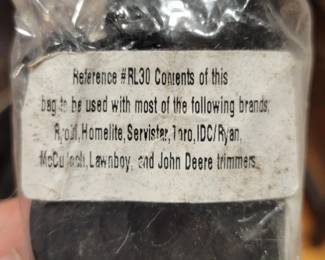 Reference #RL30 Contents of this
bag to be used with most of the following brands:
Ryobi, Homelite, Servistar, Toro, IDC/Ryan,
McCulloch, Lawnboy, and John Deere trimmers.